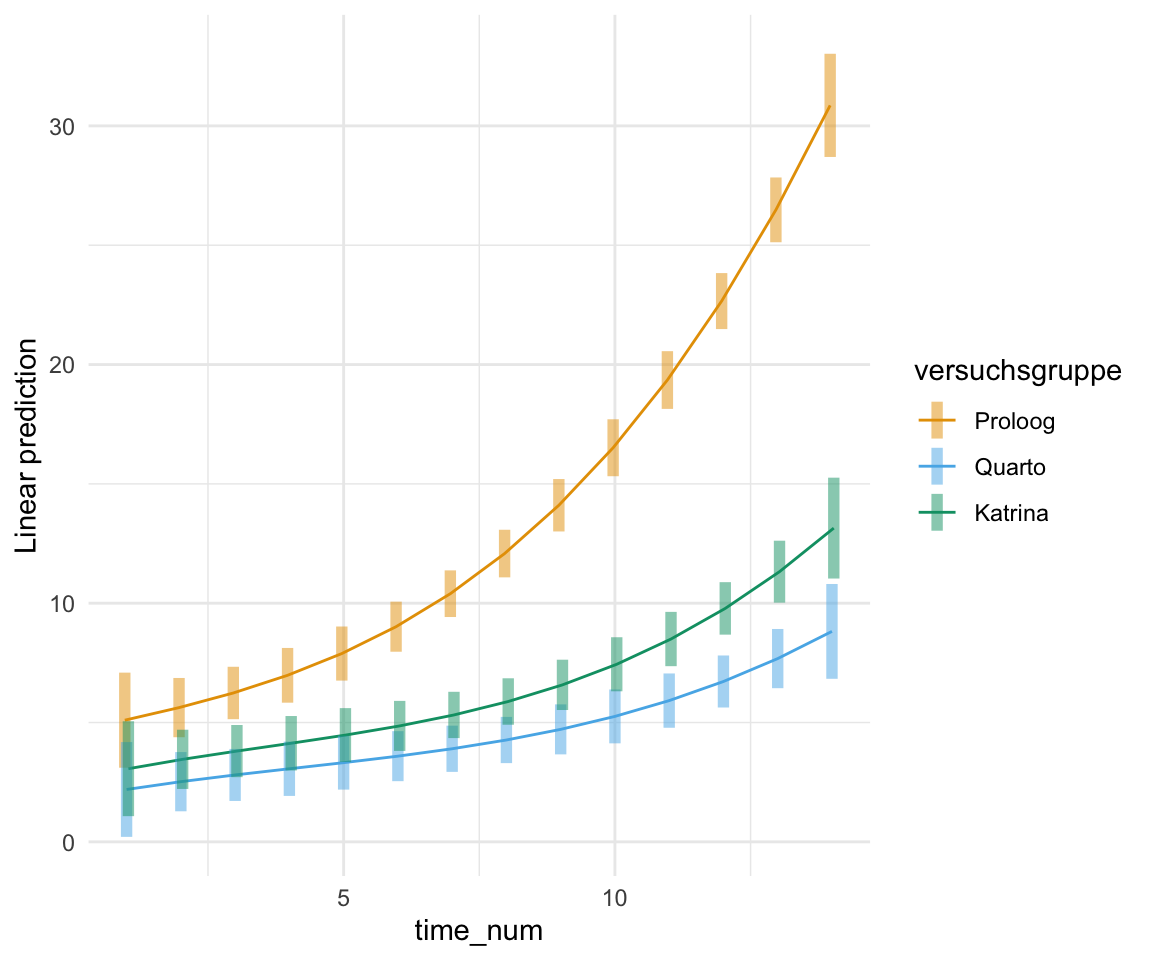 30
20
10
0
Linear prediction
5
10
time_num
versuchsgruppe
Proloog
Quarto
Katrina